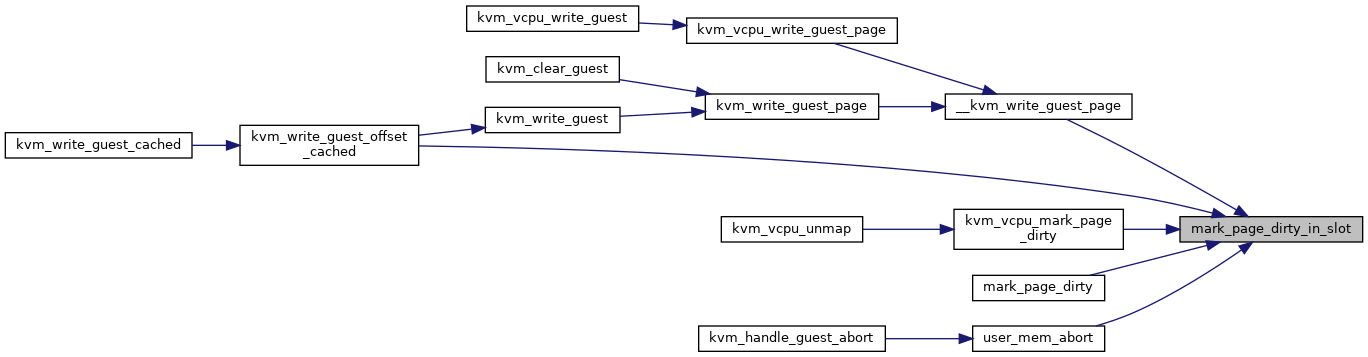 kvm_vcpu_write_guest
kvm_vcpu_write_guest_page
kvm_clear_guest
kvm_write_guest_page
__kvm_write_guest_page
kvm_write_guest
kvm_write_guest_offset
_cached
kvm_write_guest_cached
kvm_vcpu_unmap
kvm_vcpu_mark_page
_dirty
mark_page_dirty_in_slot
mark_page_dirty
kvm_handle_guest_abort
user_mem_abort